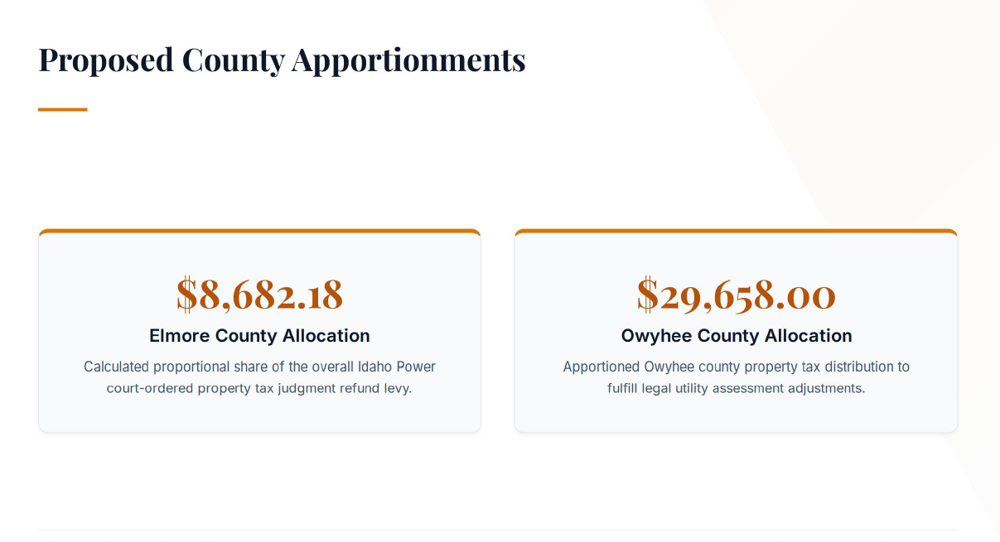 Proposed County Apportionments
$8,682.18
Elmore County Allocation
Calculated proportional share of the overall Idaho Power
court-ordered property tax judgment refund levy.
$29,658.00
Owyhee County Allocation
Apportioned Owyhee county property tax distribution to
fulfill legal utility assessment adjustments.